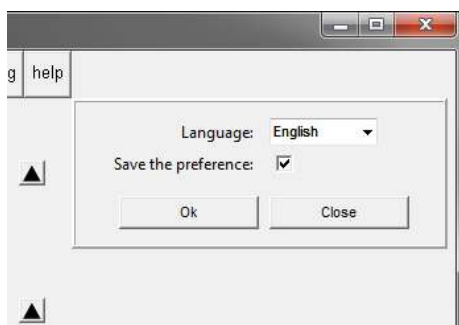 g help
Language: English
Save the preference:
Ok Close